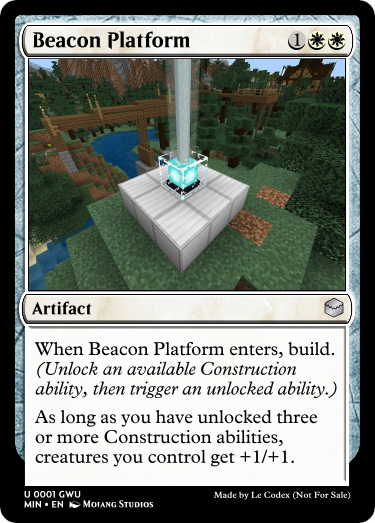 Beacon Platform 1
Artifact
When Beacon Platform enters, build.
(Unlock an available Construction
ability, then trigger an unlocked ability.)
As long as you have unlocked three
or more Construction abilities,
creatures you control get +1/+1.
U 0001 GWU
MIN • EN Mojang Studios
Made by Le Codex (Not For Sale)